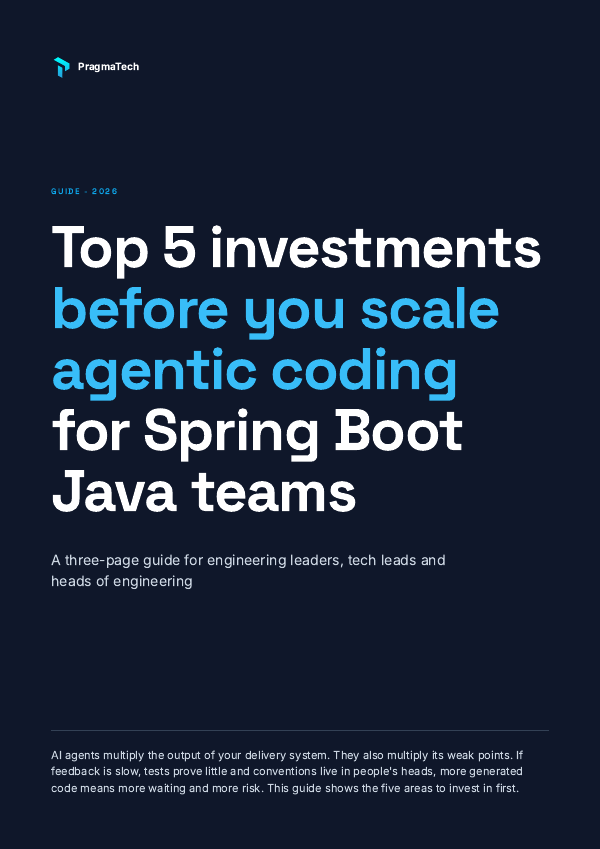 PragmaTech
GUIDE · 2026
Top 5 investments
before you scale
agentic coding
for Spring Boot
Java teams
A three-page guide for engineering leaders, tech leads and
heads of engineering
AI agents multiply the output of your delivery system. They also multiply its weak points. If
feedback is slow, tests prove little and conventions live in people's heads, more generated
code means more waiting and more risk. This guide shows the five areas to invest in first.